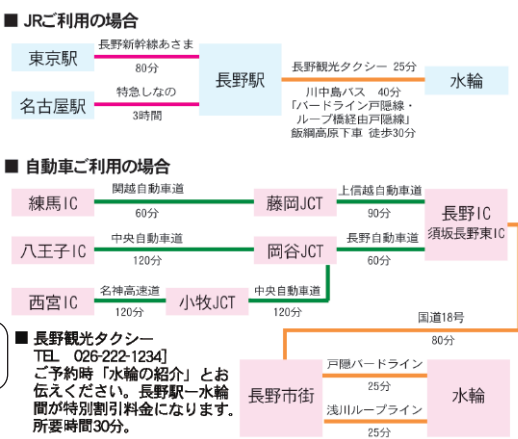 ■ JRご利用の場合
東京駅
長野新幹線あさま
80分
名古屋駅
特急しなの
3時間
長野駅
長野観光タクシー 25分
川中島バス 40分
「バードライン戸隠線・
ループ橋経由戸隠線」
飯綱高原下車 徒歩30分
水輪
■ 自動車ご利用の場合
練馬IC
関越自動車道
60分
藤岡JCT
上信越自動車道
90分
長野IC
須坂長野東IC
八王子IC
中央自動車道
120分
岡谷JCT
長野自動車道
60分
西宮IC
名神高速道
120分
小牧JCT
中央自動車道
120分
国道18号
80分
■ 長野観光タクシー
TEL 026-222-1234]
ご予約時「水輪の紹介」とお
伝えください。長野駅ー水輪
間が特別割引料金になります。
所要時間30分。
長野市街
戸隠バードライン
25分
浅川ループライン
25分
水輪